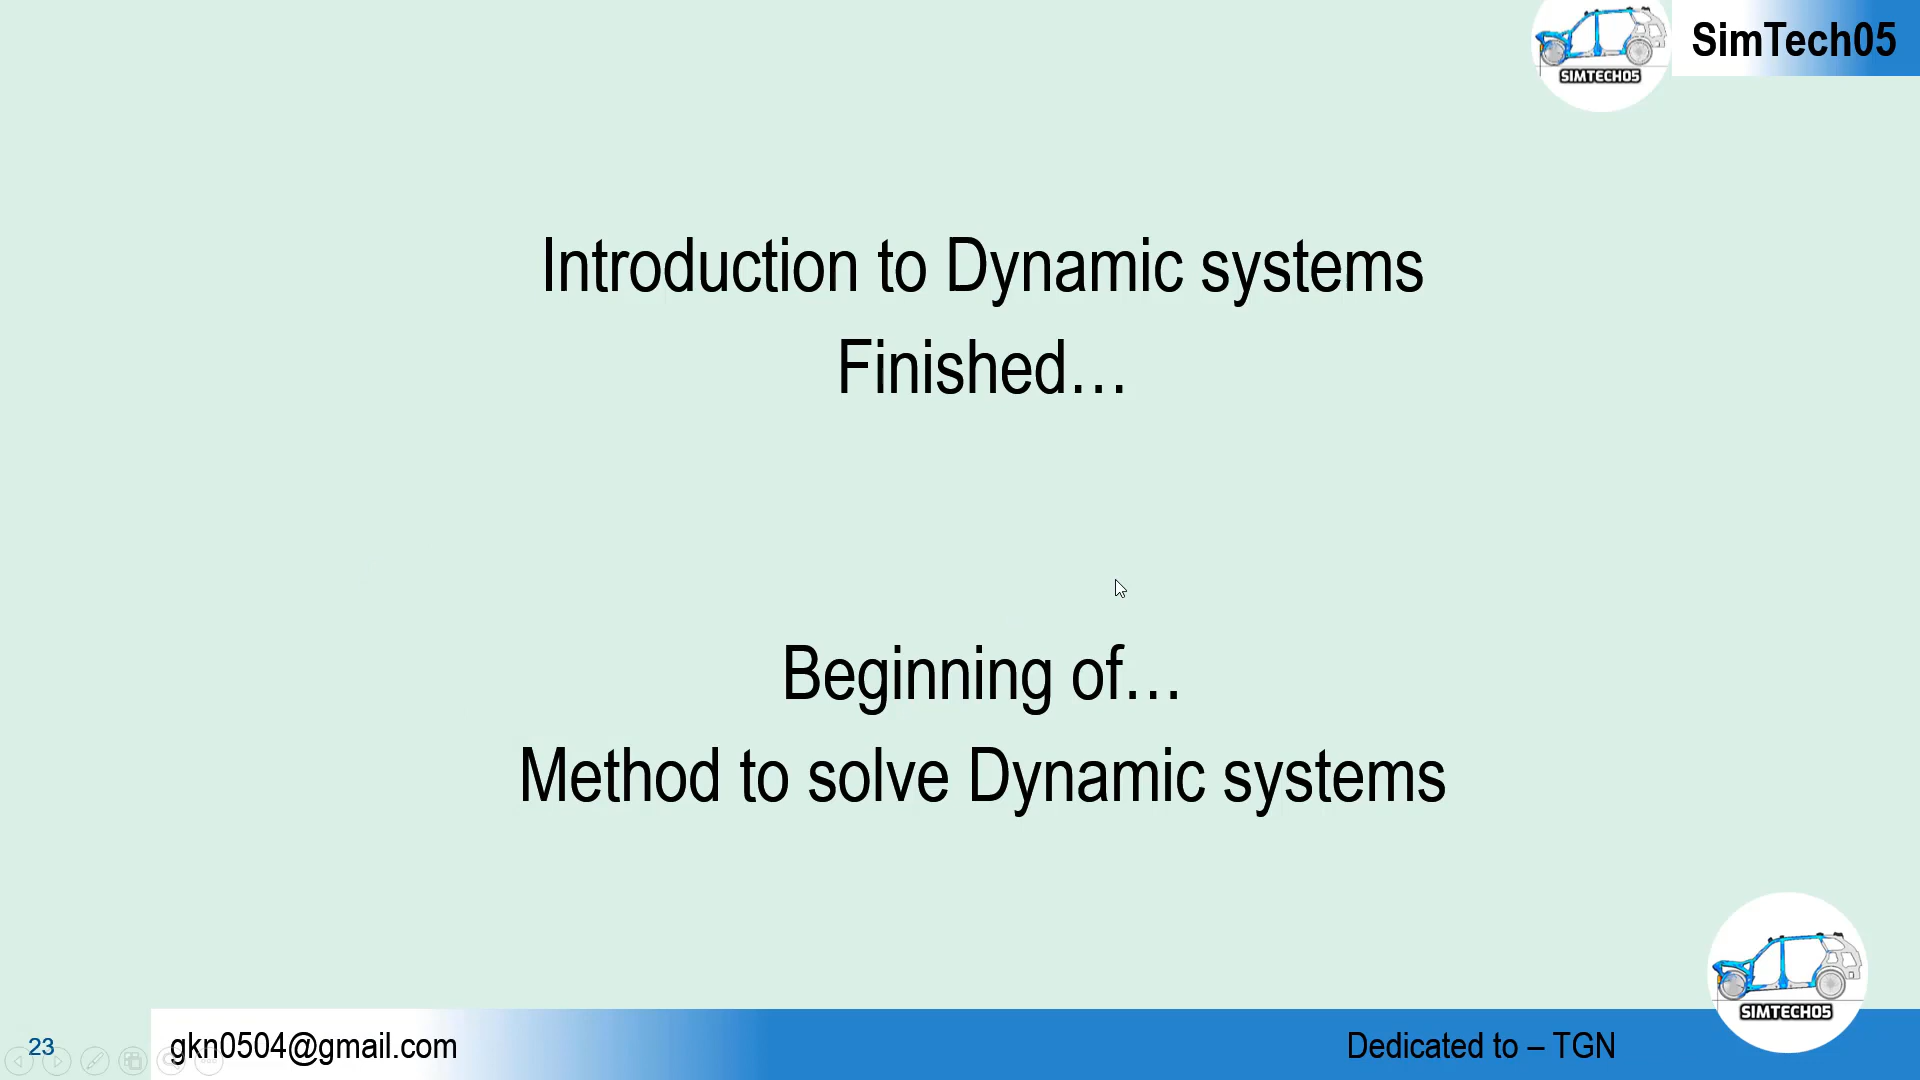 SimTech05
SIMTECH05
Introduction to Dynamic systems
Finished…
Beginning of…
Method to solve Dynamic systems
SIMTECH05
23
gkn0504@gmail.com
Dedicated to – TGN